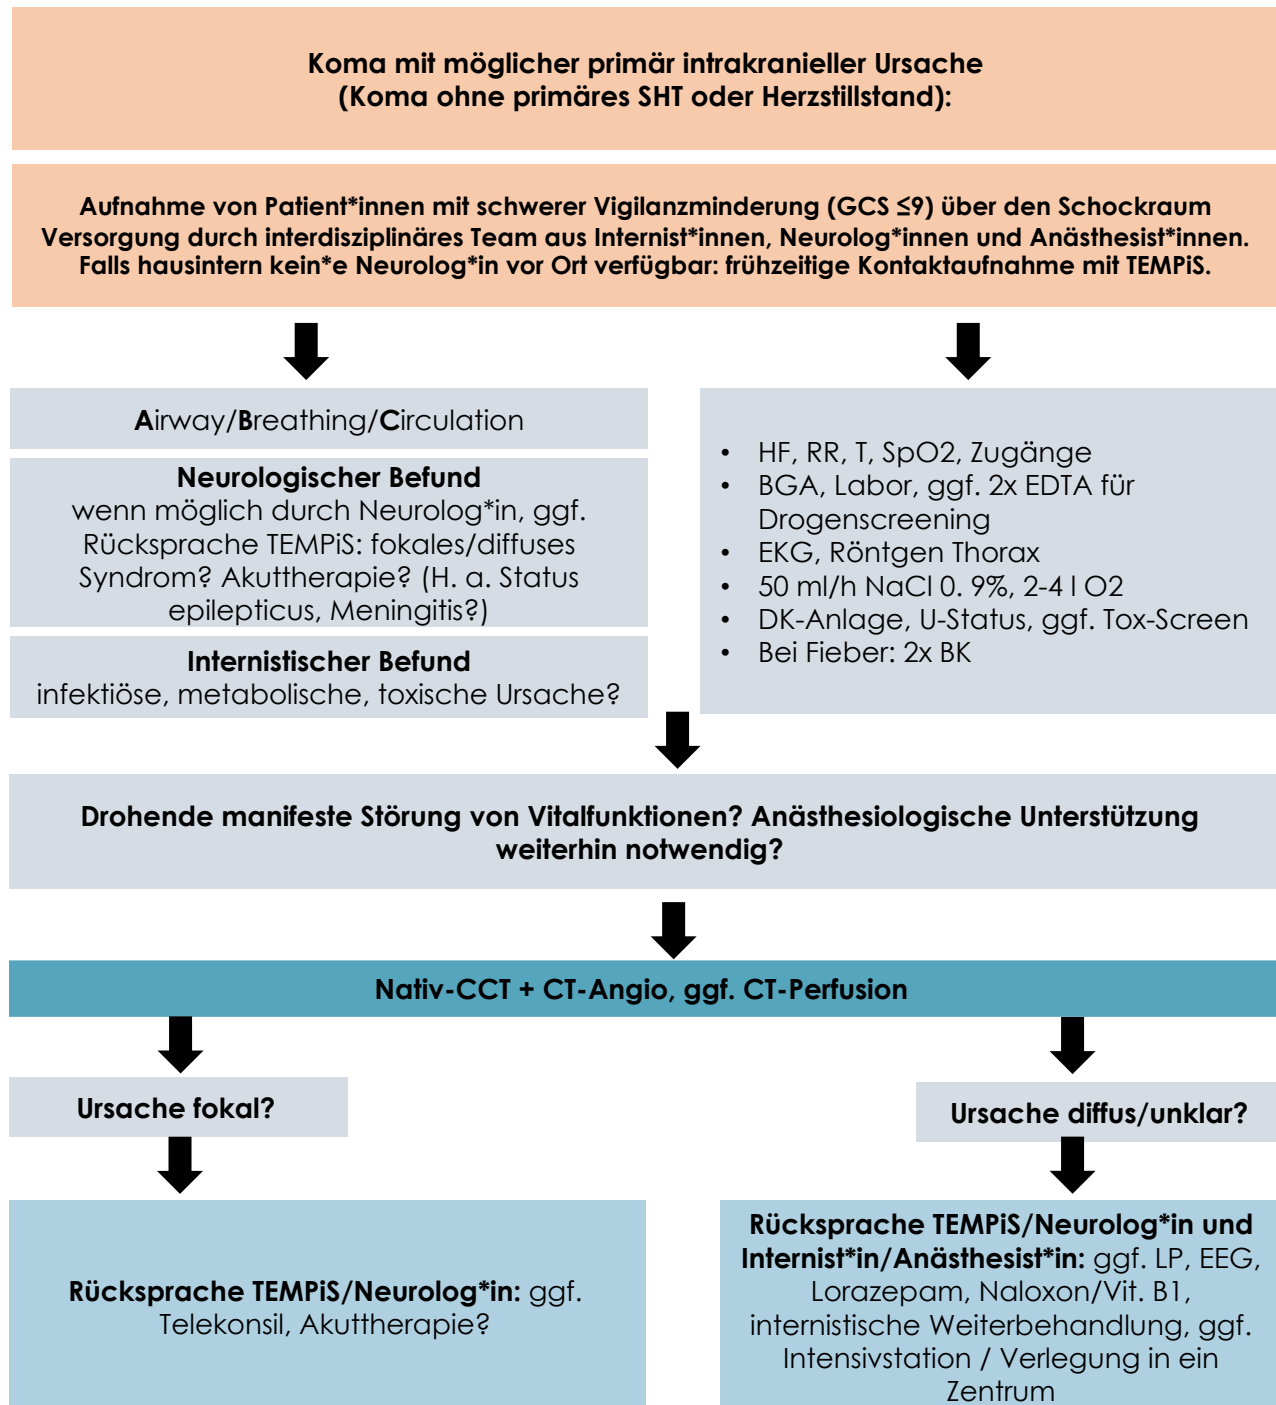 Koma mit möglicher primär intrakranieller Ursache
(Koma ohne primäres SHT oder Herzstillstand):
Aufnahme von Patient*innen mit schwerer Vigilanzminderung (GCS ≤9) über den Schockraum
Versorgung durch interdisziplinäres Team aus Internist*innen, Neurolog*innen und Anästhesist*innen.
Falls hausintern kein*e Neurolog*in vor Ort verfügbar: frühzeitige Kontaktaufnahme mit TEMPiS.
Airway/Breathing/Circulation
Neurologischer Befund
wenn möglich durch Neurolog*in, ggf.
Rücksprache TEMPiS: fokales/diffuses
Syndrom? Akuttherapie? (H. a. Status
epilepticus, Meningitis?)
Internistischer Befund
infektiöse, metabolische, toxische Ursache?
• HF, RR, T, SpO2, Zugänge
• BGA, Labor, ggf. 2x EDTA für
Drogenscreening
• EKG, Röntgen Thorax
• 50 ml/h NaCl 0. 9%, 2-4 l O2
• DK-Anlage, U-Status, ggf. Tox-Screen
• Bei Fieber: 2x BK
Drohende manifeste Störung von Vitalfunktionen? Anästhesiologische Unterstützung
weiterhin notwendig?
Nativ-CCT + CT-Angio, ggf. CT-Perfusion
Ursache fokal?
Ursache diffus/unklar?
Rücksprache TEMPiS/Neurolog*in: ggf.
Telekonsil, Akuttherapie?
Rücksprache TEMPiS/Neurolog*in und
Internist*in/Anästhesist*in: ggf. LP, EEG,
Lorazepam, Naloxon/Vit. B1,
internistische Weiterbehandlung, ggf.
Intensivstation / Verlegung in ein
Zentrum